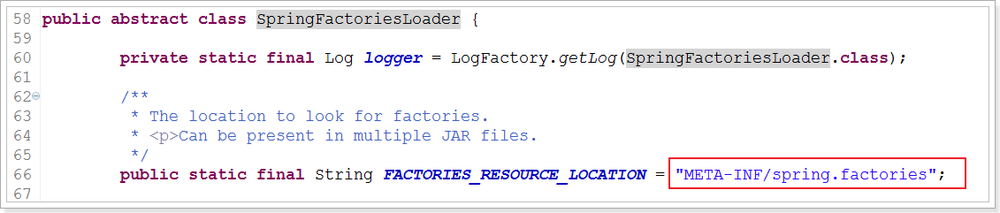 58 public abstract class SpringFactoriesLoader {
59
60 private static final Log logger = LogFactory.getLog(SpringFactoriesLoader.class);
61
62 /**
63 * The location to look for factories.
64 * <p>Can be present in multiple JAR files.
65 */
66 public static final String FACTORIES_RESOURCE_LOCATION = "META-INF/spring.factories";
67